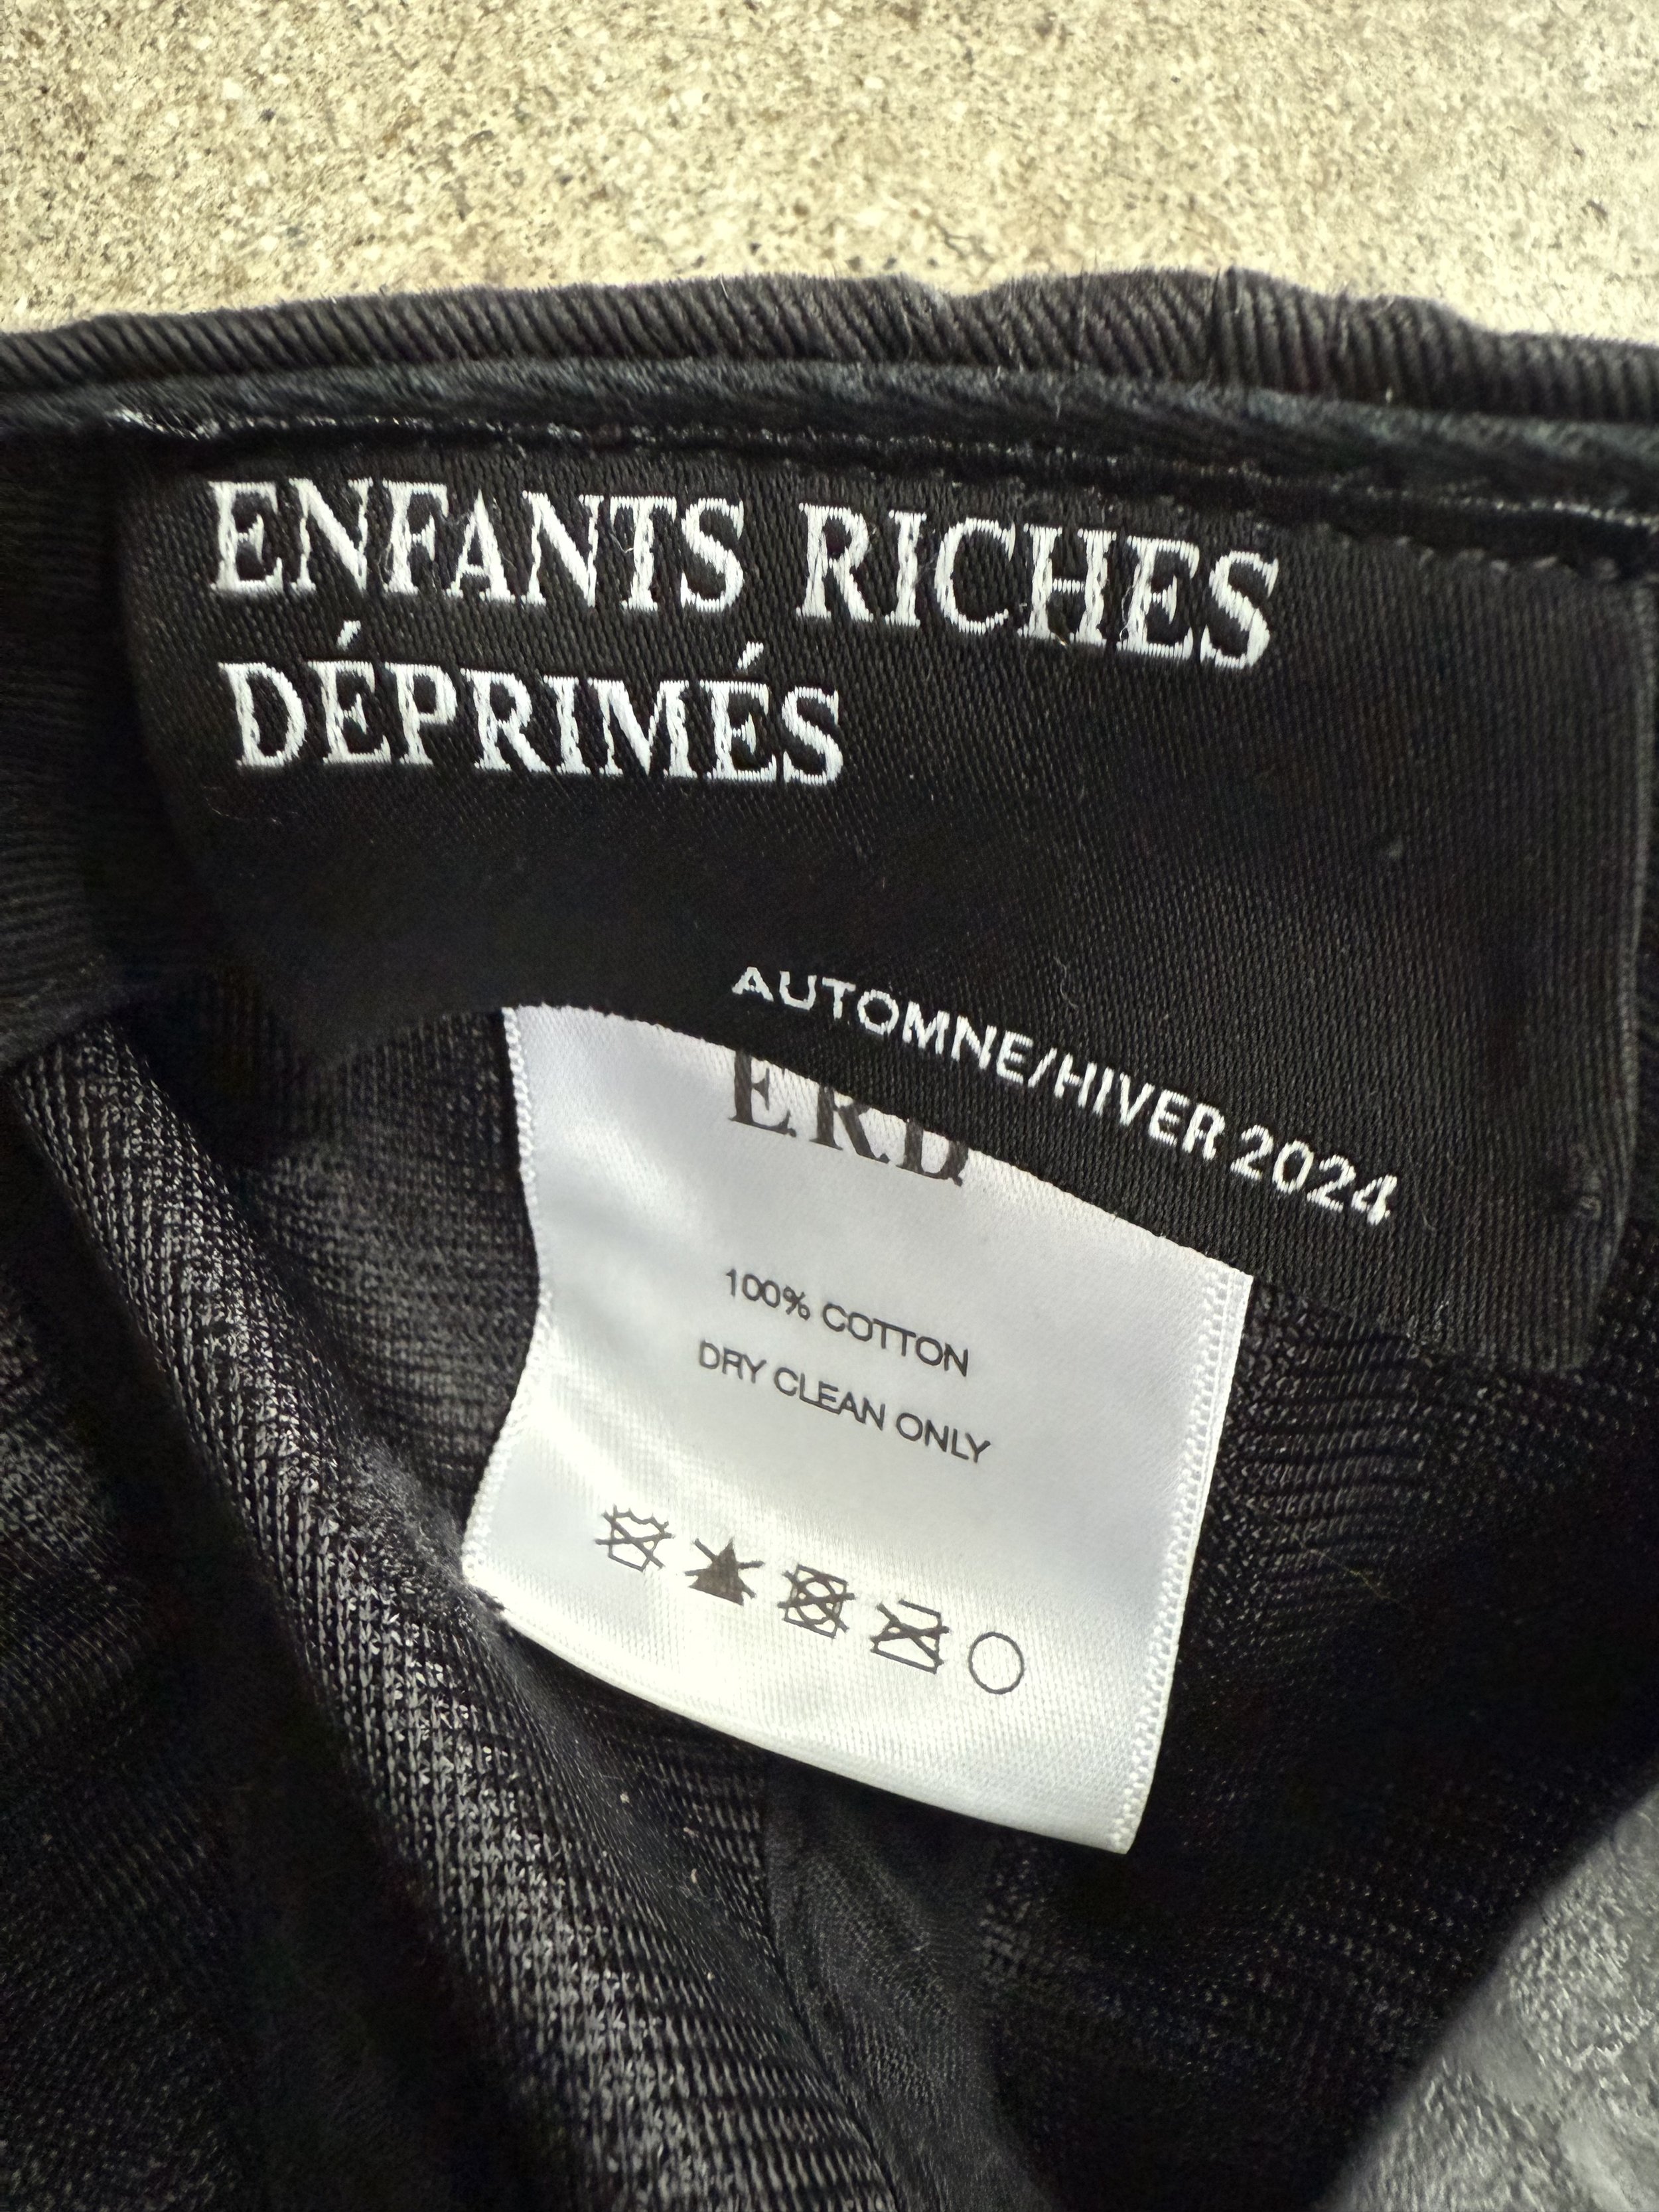 ENFANTS RICHES
DÉPRIMÉS
AUTOMNE/HIVER 2024
E.R.D.
100% COTTON
DRY CLEAN ONLY